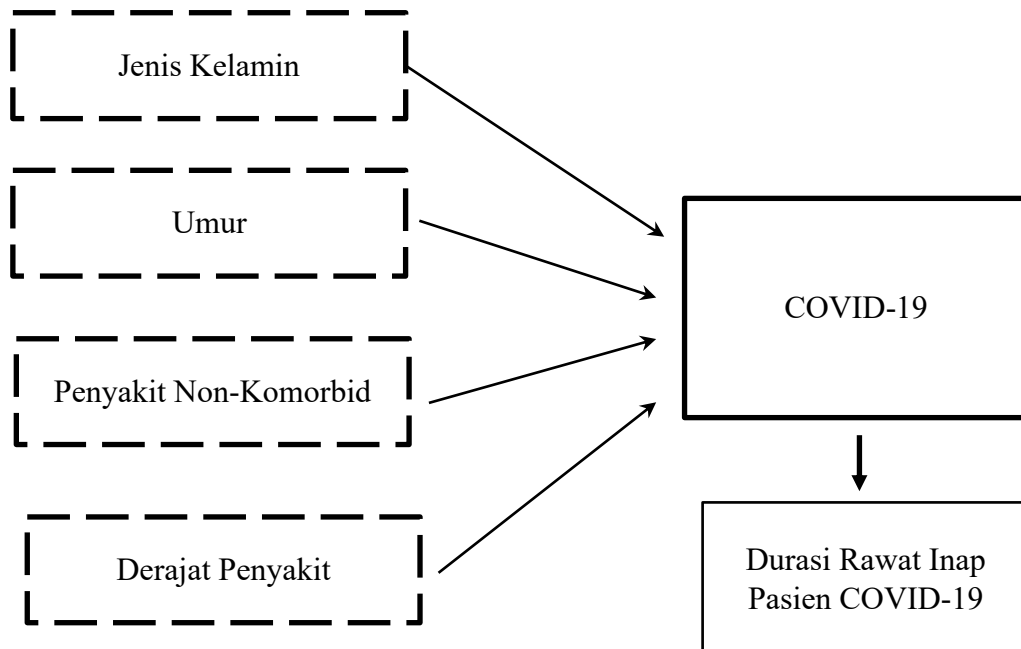 Jenis Kelamin
Umur
Penyakit Non-Komorbid
Derajat Penyakit
COVID-19
Durasi Rawat Inap
Pasien COVID-19